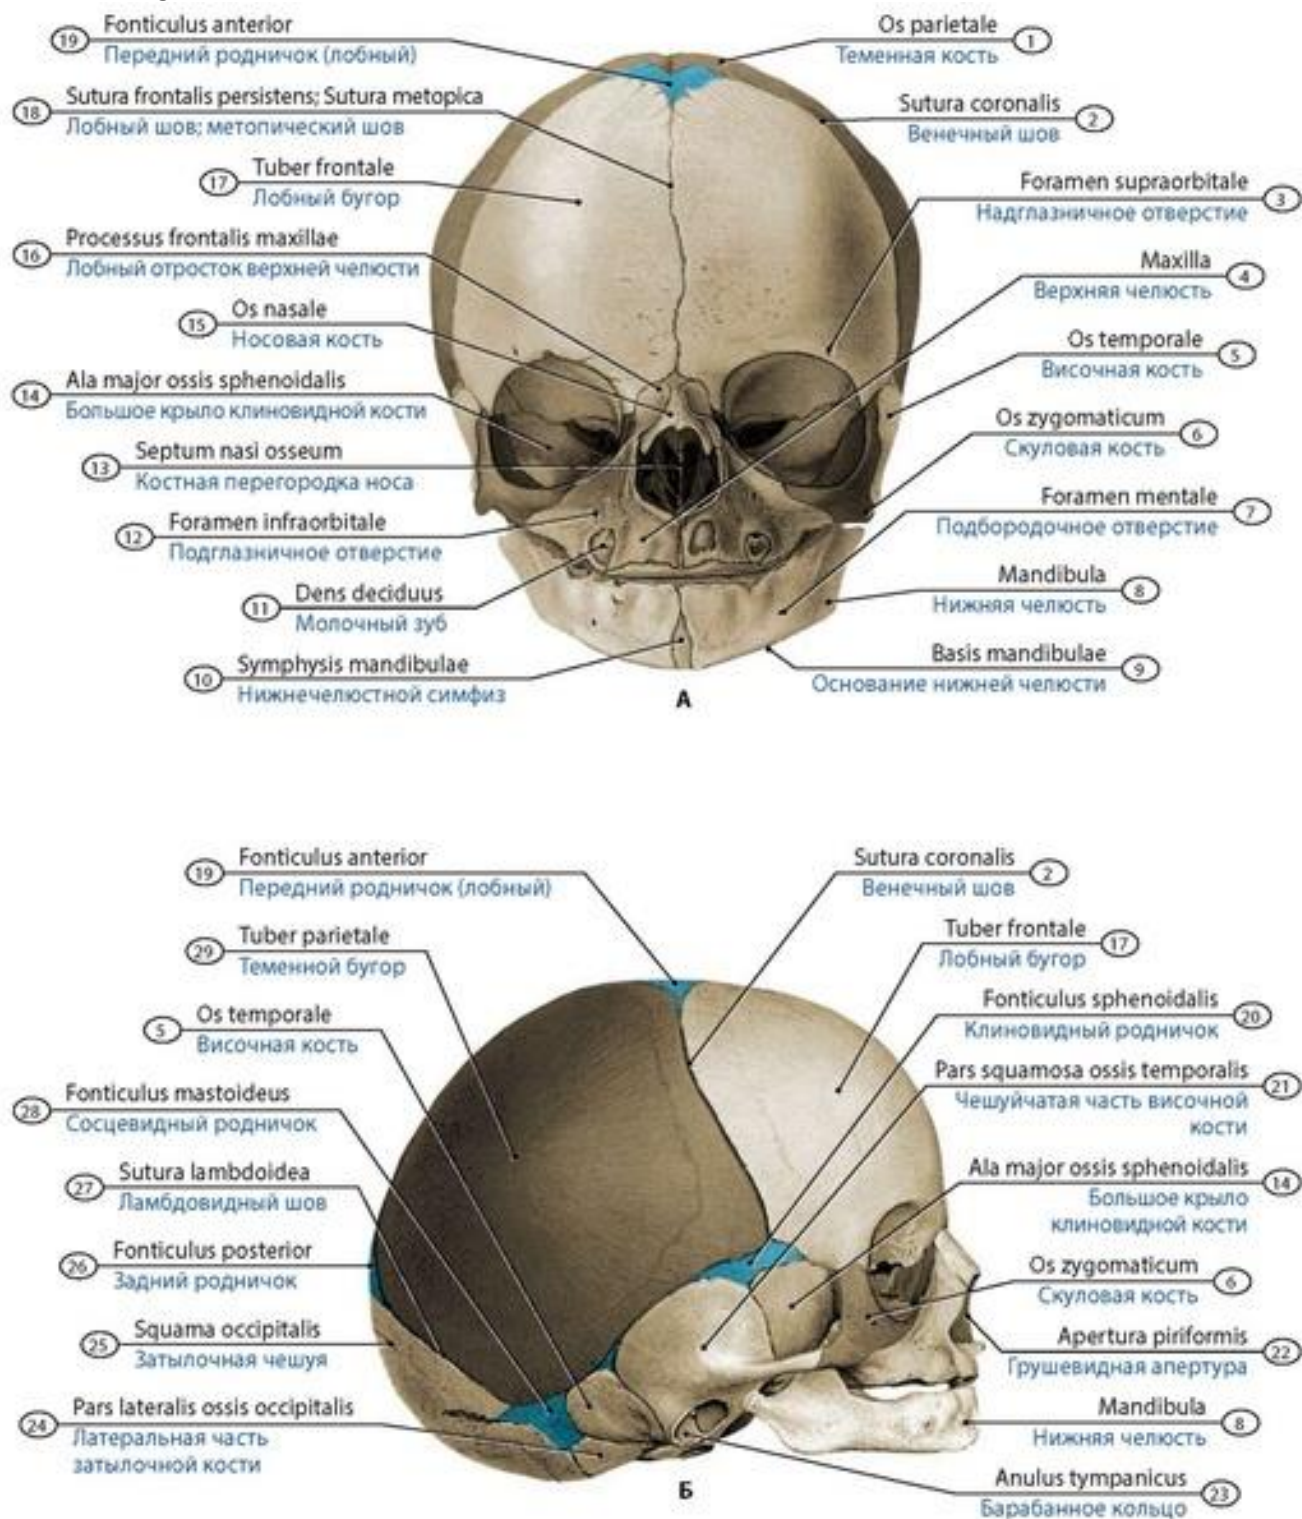 19
Fonticulus anterior
Передний родничок (лобный)
18
Sutura frontalis persistens; Sutura metopica
Лобный шов; метопический шов
17
Tuber frontale
Лобный бугор
16
Processus frontalis maxillae
Лобный отросток верхней челюсти
15
Os nasale
Носовая кость
14
Ala major ossis sphenoidalis
Большое крыло клиновидной кости
13
Septum nasi osseum
Костная перегородка носа
12
Foramen infraorbitale
Подглазничное отверстие
11
Dens deciduus
Молочный зуб
10
Symphysis mandibulae
Нижнечелюстной симфиз
Os parietale
Теменная кость
1
Sutura coronalis
Венечный шов
2
Foramen supraorbitale
Надглазничное отверстие
3
Maxilla
Верхняя челюсть
4
Os temporale
Височная кость
5
Os zygomaticum
Скуловая кость
6
Foramen mentale
Подбородочное отверстие
7
Mandibula
Нижняя челюсть
8
Basis mandibulae
Основание нижней челюсти
9
А
19
Fonticulus anterior
Передний родничок (лобный)
29
Tuber parietale
Теменной бугор
5
Os temporale
Височная кость
28
Fonticulus mastoideus
Сосцевидный родничок
27
Sutura lambdoidea
Ламбдовидный шов
26
Fonticulus posterior
Задний родничок
25
Squama occipitalis
Затылочная чешуя
24
Pars lateralis ossis occipitalis
Латеральная часть
затылочной кости
Sutura coronalis
Венечный шов
2
Tuber frontale
Лобный бугор
17
Fonticulus sphenoidalis
Клиновидный родничок
20
Pars squamosa ossis temporalis
Чешуйчатая часть височной
кости
21
Ala major ossis sphenoidalis
Большое крыло
клиновидной кости
14
Os zygomaticum
Скуловая кость
6
Apertura piriformis
Грушевидная апертура
22
Mandibula
Нижняя челюсть
8
Anulus tympanicus
Барабанное кольцо
23
Б